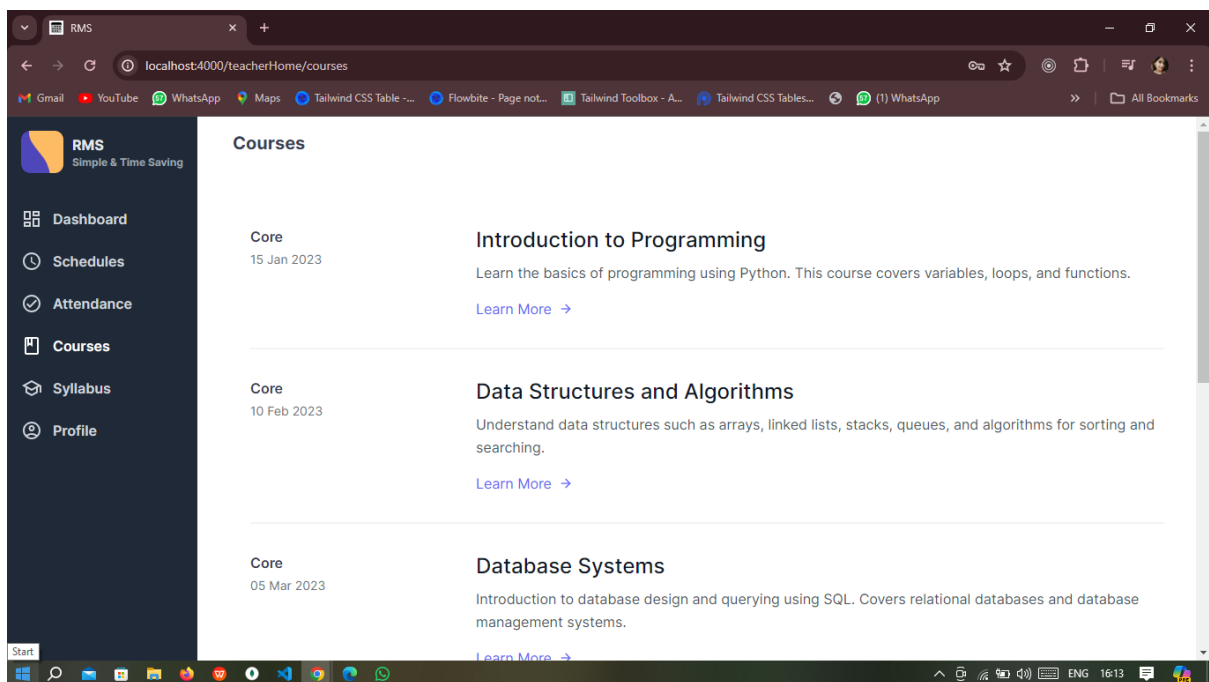 RMS
localhost:4000/teacherHome/courses
Gmail YouTube WhatsApp Maps Tailwind CSS Table -... Flowbite - Page not... Tailwind Toolbox - A... Tailwind CSS Tables... (1) WhatsApp » All Bookmarks
RMS
Simple & Time Saving
Dashboard
Schedules
Attendance
Courses
Syllabus
Profile
Courses
Core
15 Jan 2023
Introduction to Programming
Learn the basics of programming using Python. This course covers variables, loops, and functions.
Learn More →
Core
10 Feb 2023
Data Structures and Algorithms
Understand data structures such as arrays, linked lists, stacks, queues, and algorithms for sorting and
searching.
Learn More →
Core
05 Mar 2023
Database Systems
Introduction to database design and querying using SQL. Covers relational databases and database
management systems.
Learn More →
Start
ENG 16:13